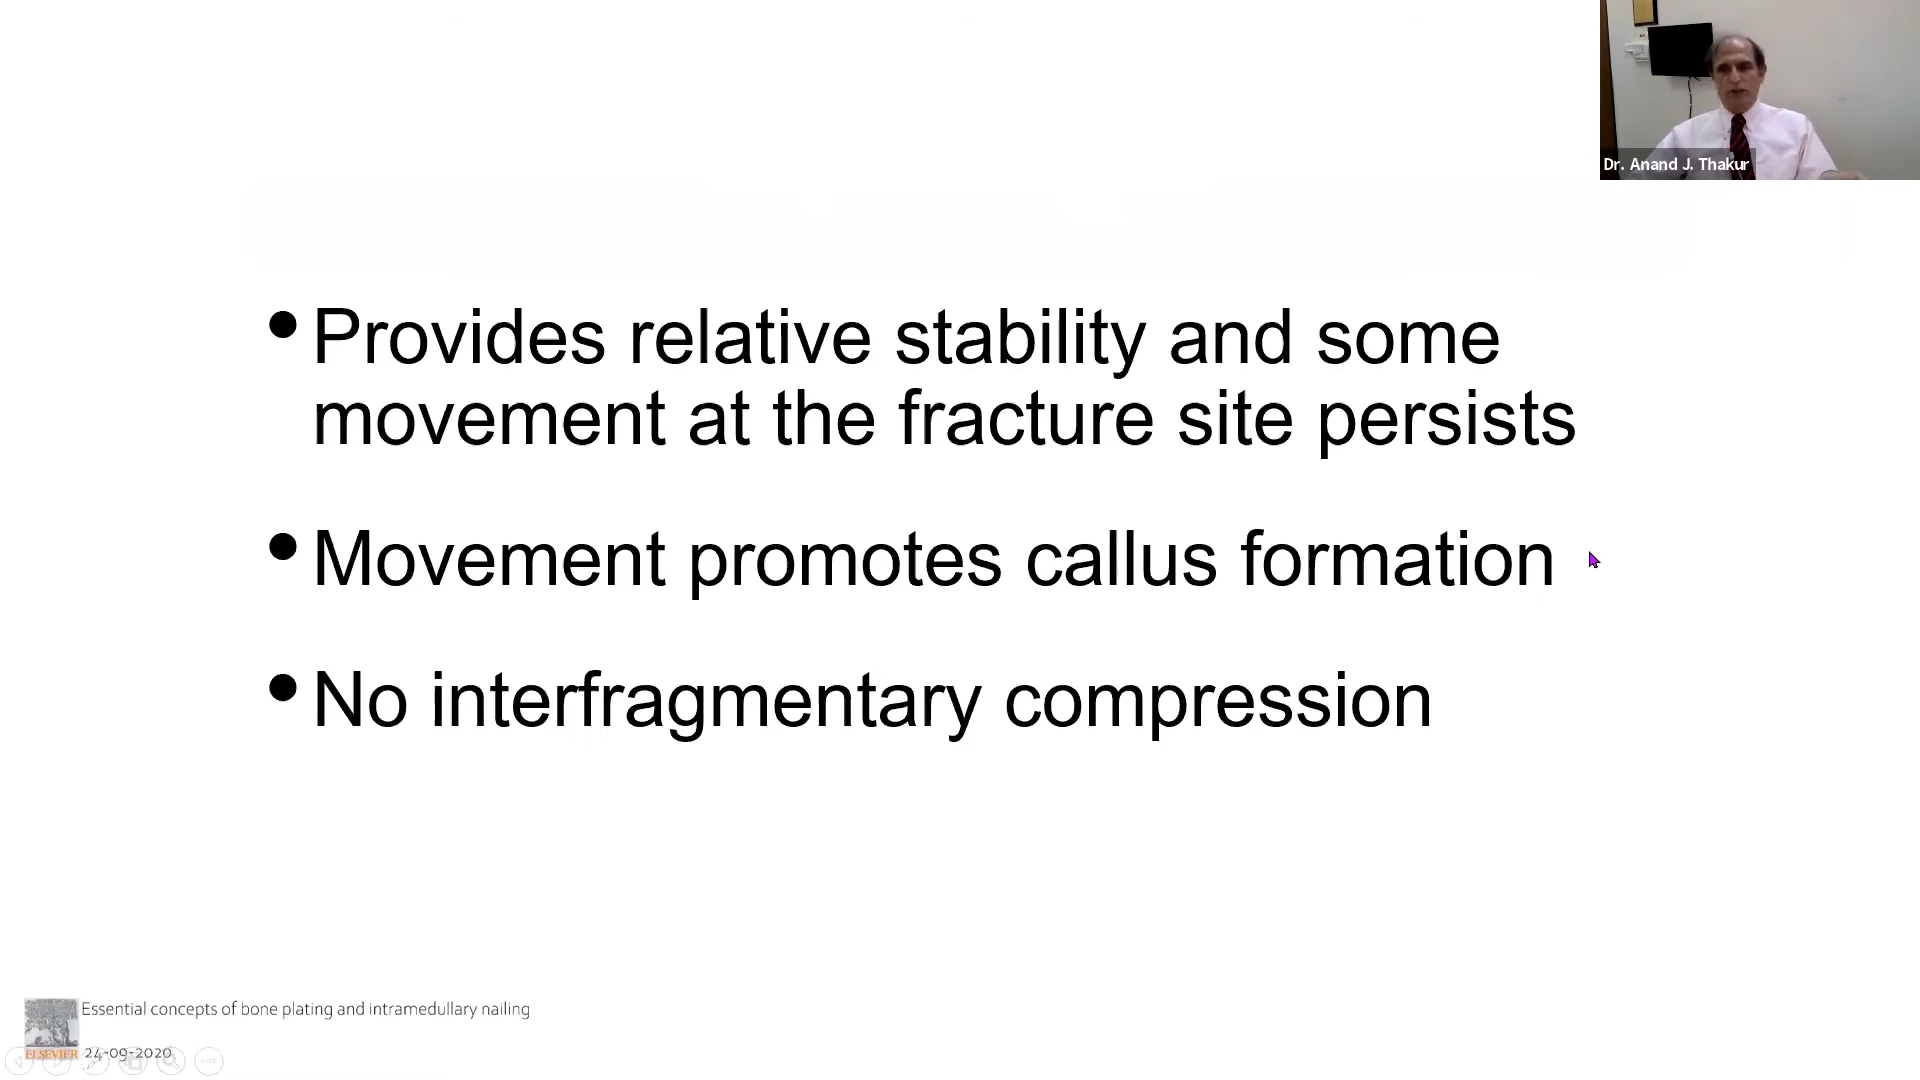 Dr. Anand J. Thakur
• Provides relative stability and some
movement at the fracture site persists
• Movement promotes callus formation
• No interfragmentary compression
Essential concepts of bone plating and intramedullary nailing
ELSEVIER
24-09-2020